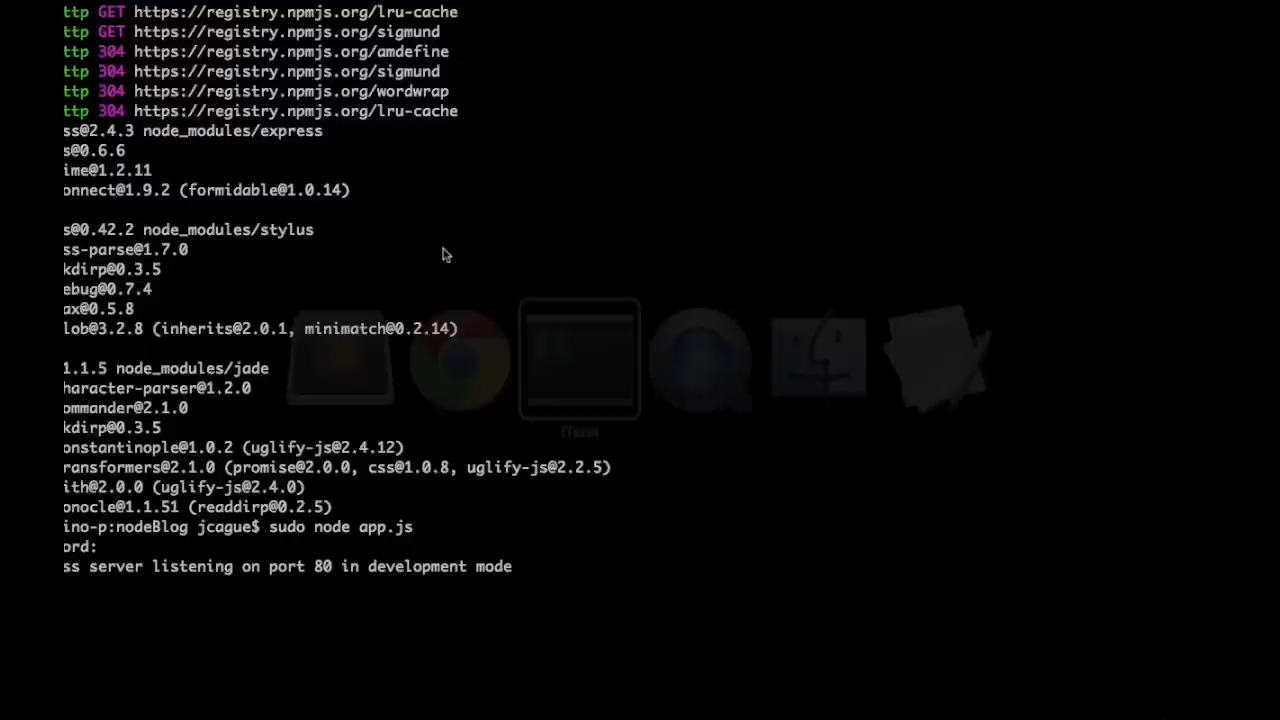 ttp GET https://registry.npmjs.org/lru-cache
ttp GET https://registry.npmjs.org/sigmund
ttp 304 https://registry.npmjs.org/amdefine
ttp 304 https://registry.npmjs.org/sigmund
ttp 304 https://registry.npmjs.org/wordwrap
ttp 304 https://registry.npmjs.org/lru-cache
ss@2.4.3 node_modules/express
s@0.6.6
ime@1.2.11
onnect@1.9.2 (formidable@1.0.14)
s@0.42.2 node_modules/stylus
ss-parse@1.7.0
kdirp@0.3.5
ebug@0.7.4
ax@0.5.8
lob@3.2.8 (inherits@2.0.1, minimatch@0.2.14)
1.1.5 node_modules/jade
haracter-parser@1.2.0
ommander@2.1.0
kdirp@0.3.5
onstantinople@1.0.2 (uglify-js@2.4.12)
ransformers@2.1.0 (promise@2.0.0, css@1.0.8, uglify-js@2.2.5)
ith@2.0.0 (uglify-js@2.4.0)
onocle@1.1.51 (readdirp@0.2.5)
ino-p:nodeBlog jcague$ sudo node app.js
ord:
ss server listening on port 80 in development mode